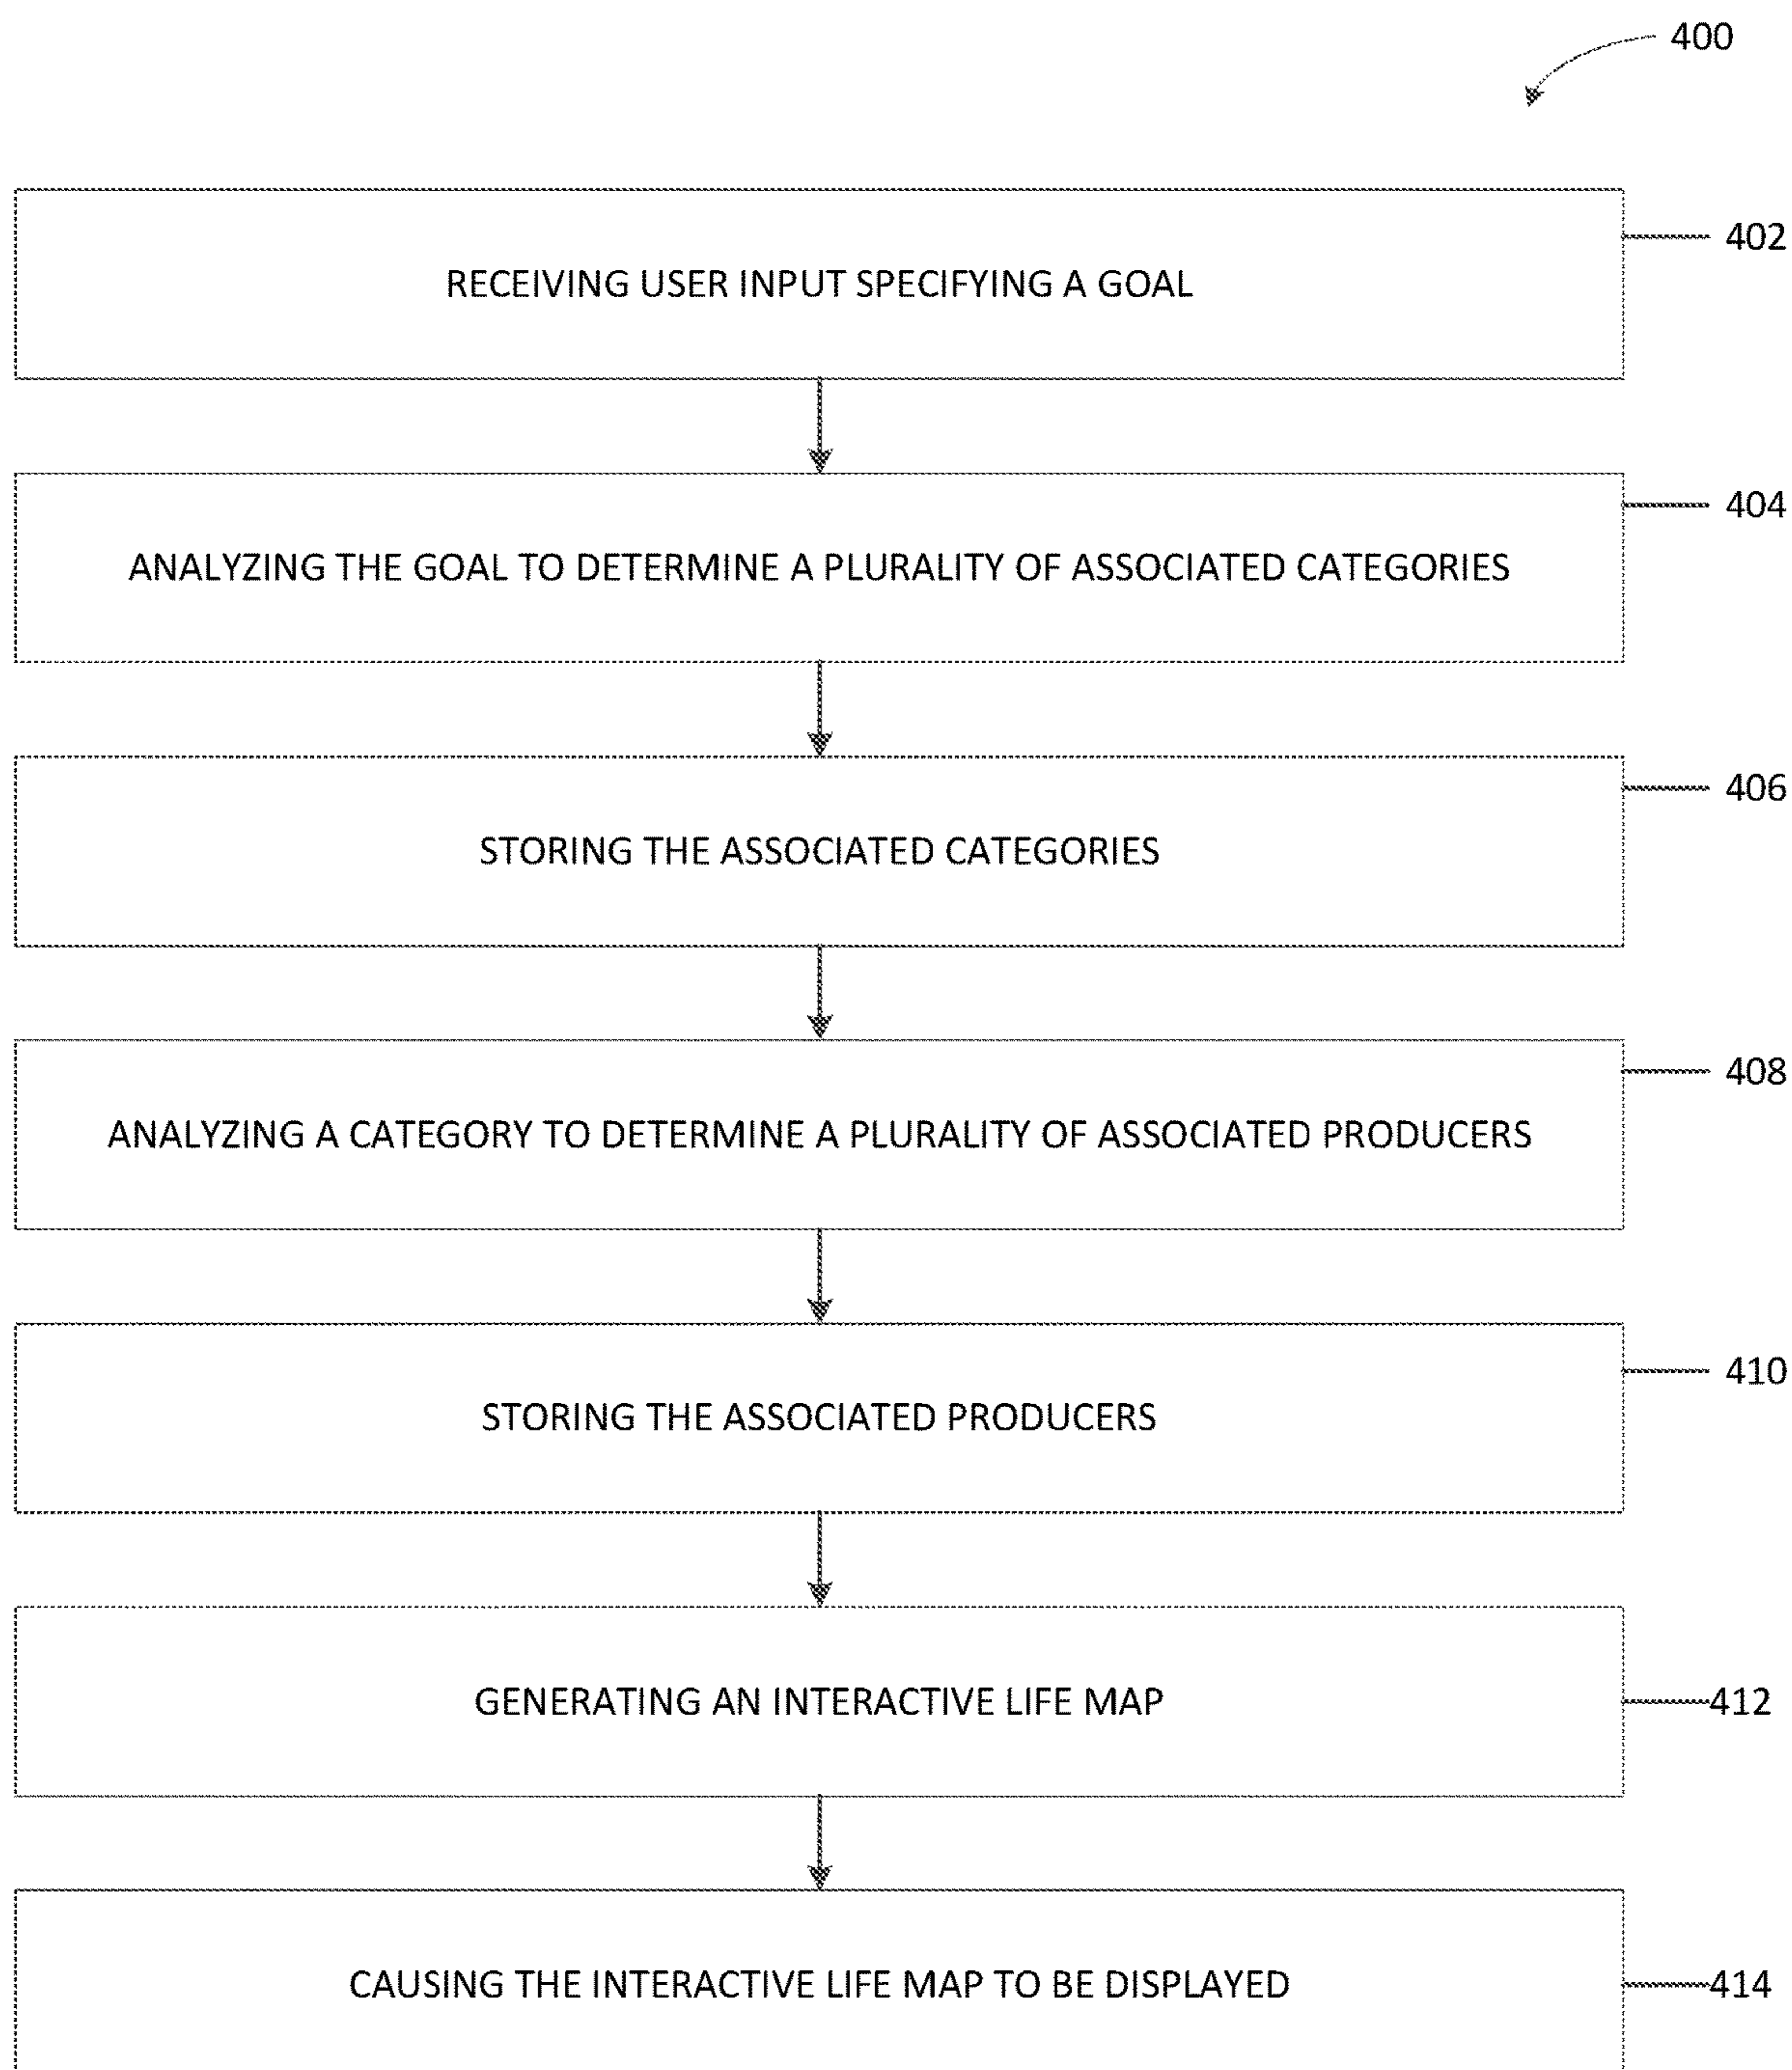 400
RECEIVING USER INPUT SPECIFYING A GOAL
402
ANALYZING THE GOAL TO DETERMINE A PLURALITY OF ASSOCIATED CATEGORIES
404
STORING THE ASSOCIATED CATEGORIES
406
ANALYZING A CATEGORY TO DETERMINE A PLURALITY OF ASSOCIATED PRODUCERS
408
STORING THE ASSOCIATED PRODUCERS
410
GENERATING AN INTERACTIVE LIFE MAP
412
CAUSING THE INTERACTIVE LIFE MAP TO BE DISPLAYED
414